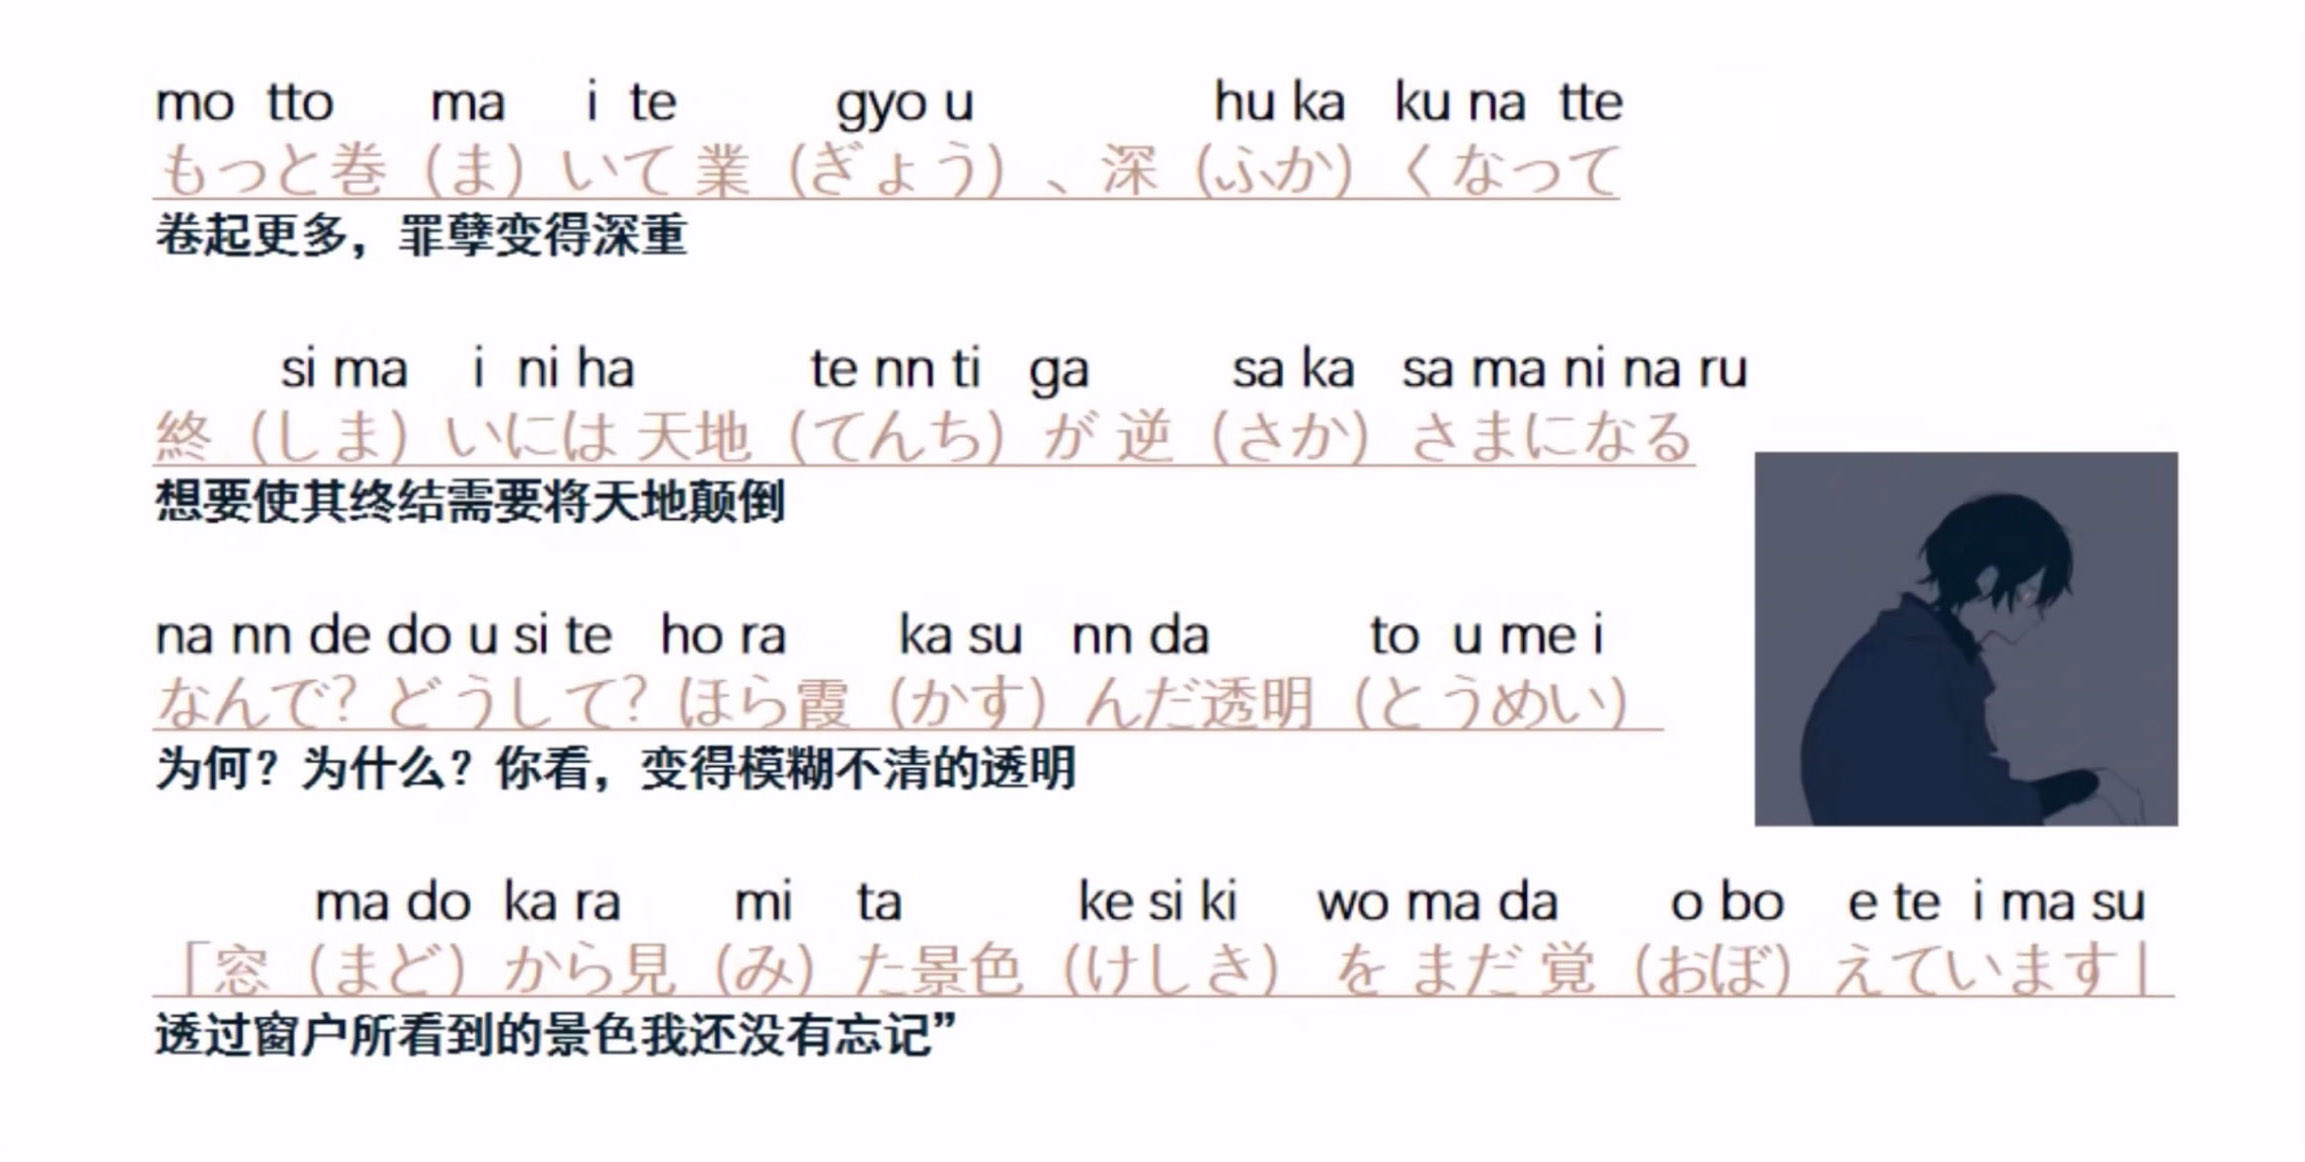 mo tto ma i te gyo u hu ka ku na tte
もっと巻（ま）いて 業（ぎょう）、深（ふか）くなって
卷起更多，罪孽变得深重
si ma i ni ha te nn ti ga sa ka sa ma ni na ru
終（しま）いには 天地（てんち）が 逆（さか）さまになる
想要使其终结需要将天地颠倒
na nn de do u si te ho ra ka su nn da to u me i
なんで？どうして？ほら霞（かす）んだ透明（とうめい）
为何？为什么？你看，变得模糊不清的透明
ma do ka ra mi ta ke si ki wo ma da o bo e te i ma su
「窓（まど）から見（み）た景色（けしき） を まだ 覚（おぼ）えています」
透过窗户所看到的景色我还没有忘记”